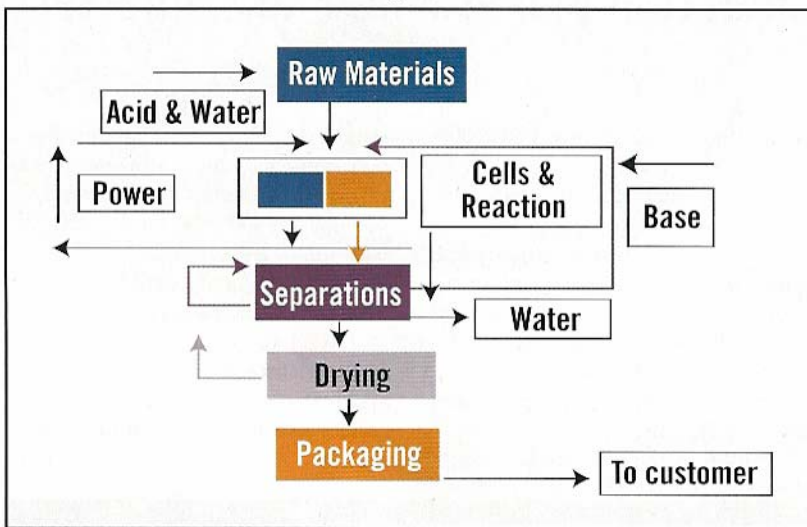 Raw Materials
Acid & Water
Power
Cells &
Reaction
Base
Separations
Water
Drying
Packaging
To customer